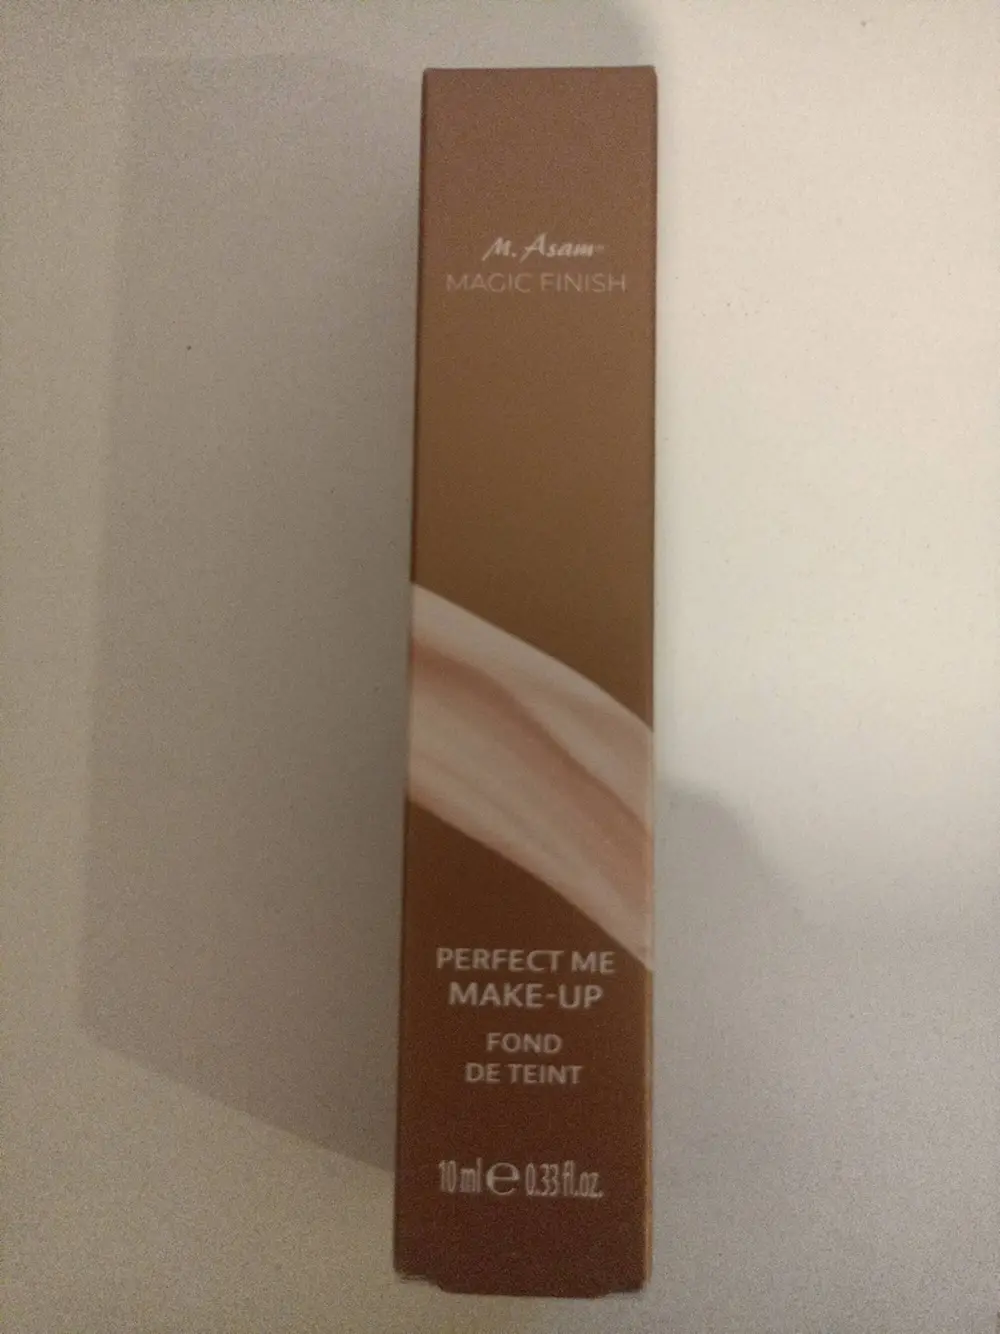 M. Asam®
MAGIC FINISH
PERFECT ME
MAKE-UP
FOND
DE TEINT
10 ml ℮ 0.33 fl.oz.